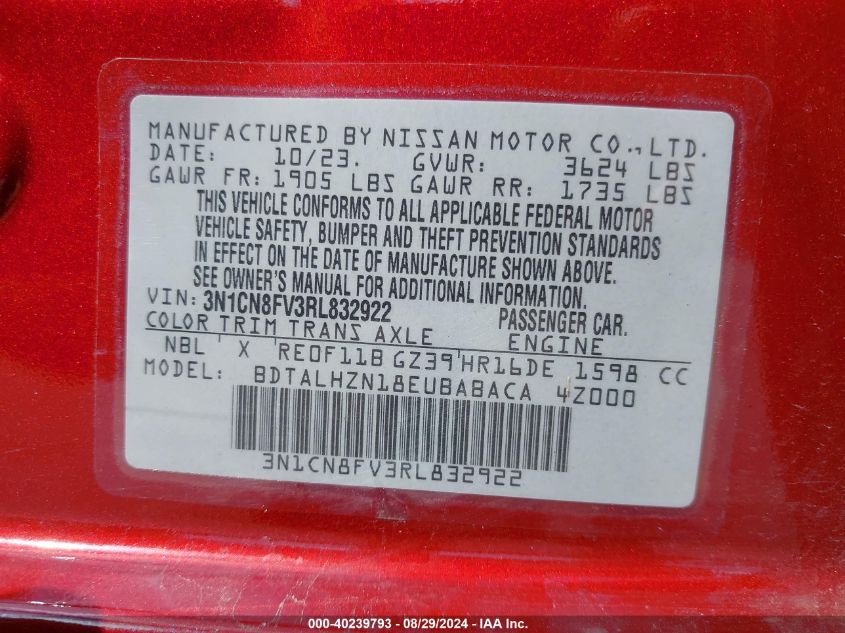 MANUFACTURED BY NISSAN MOTOR CO., LTD.
DATE: 10/23. GVWR: 3624 LBS
GAWR FR: 1905 LBS GAWR RR: 1735 LBS
THIS VEHICLE CONFORMS TO ALL APPLICABLE FEDERAL MOTOR
VEHICLE SAFETY, BUMPER AND THEFT PREVENTION STANDARDS
IN EFFECT ON THE DATE OF MANUFACTURE SHOWN ABOVE.
SEE OWNER'S MANUAL FOR ADDITIONAL INFORMATION.
VIN: 3N1CN8FV3RL832922 PASSENGER CAR.
COLOR TRIM TRANS AXLE ENGINE
NBL X RE0F11B GZ39 HR16DE 1598 CC
MODEL: BDTALHZN18EUBABACA 4Z000
3N1CN8FV3RL832922
000-40239793 - 08/29/2024 - IAA Inc.